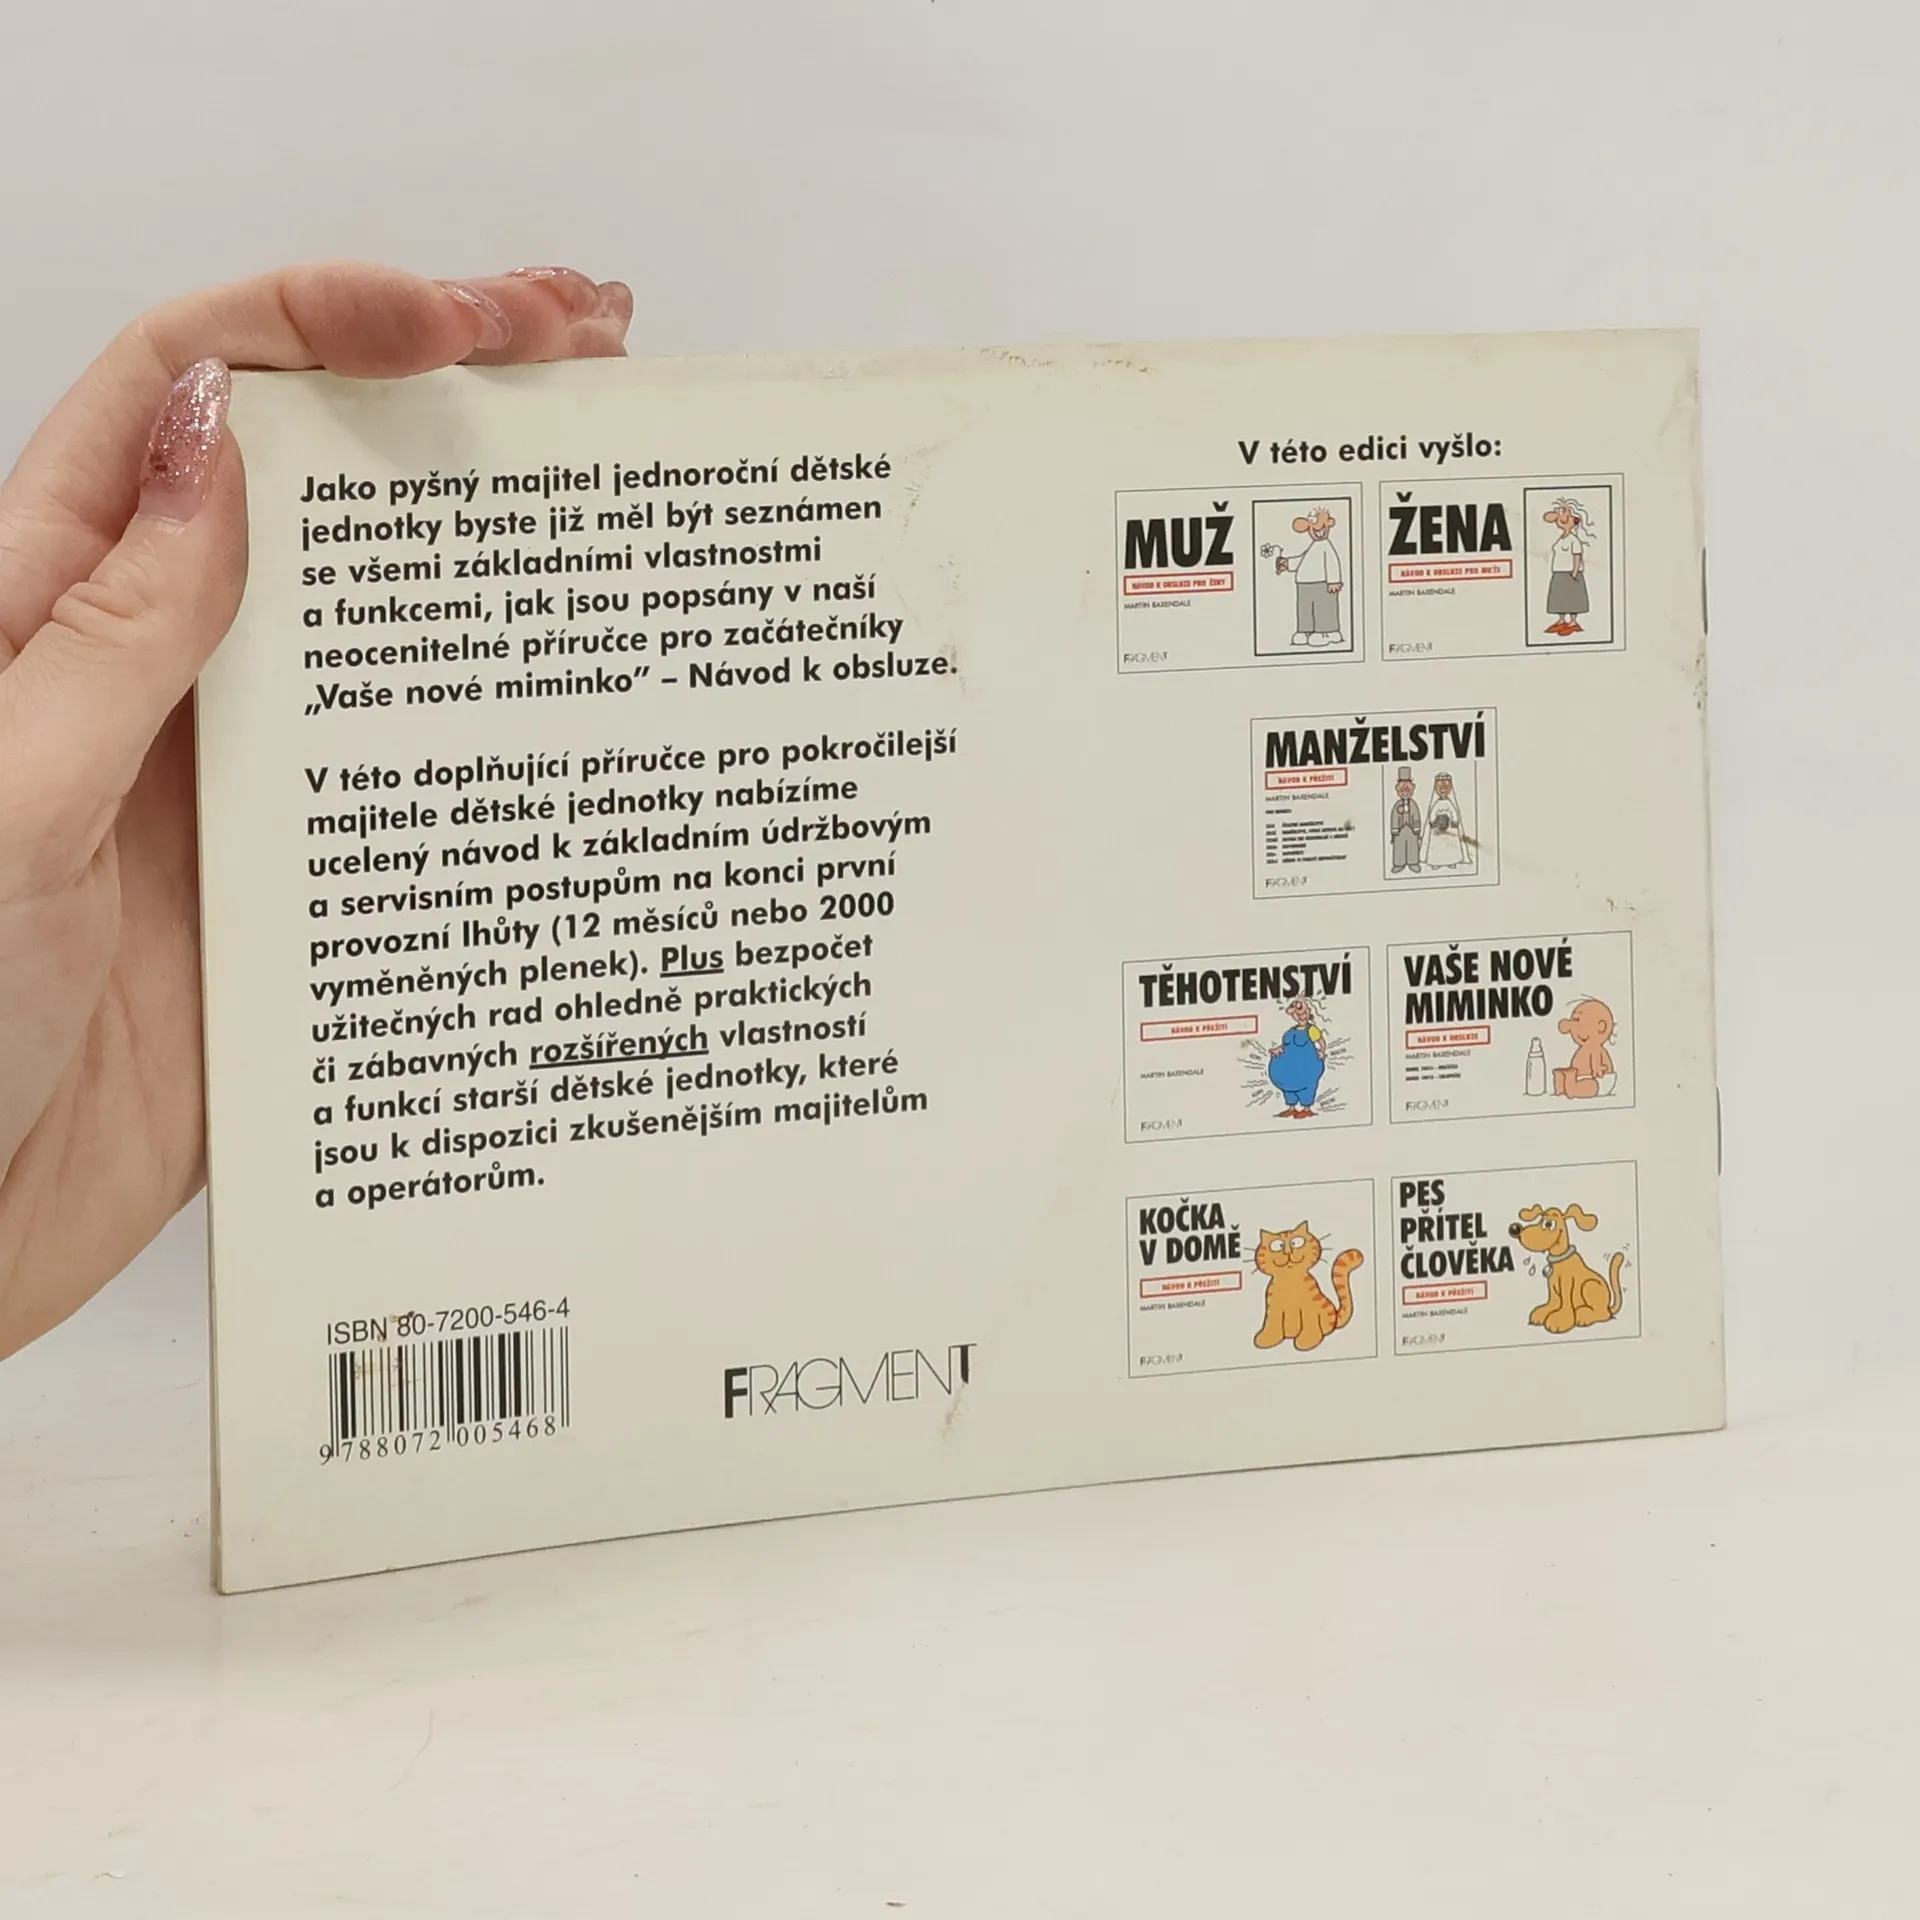 Jako pyšný majitel jednoroční dětské
jednotky byste již měl být seznámen
se všemi základními vlastnostmi
a funkcemi, jak jsou popsány v naší
neocenitelné příručce pro začátečníky
„Vaše nové miminko” – Návod k obsluze.
V této doplňující příručce pro pokročilejší
majitele dětské jednotky nabízíme
ucelený návod k základním údržbovým
a servisním postupům na konci první
provozní lhůty (12 měsíců nebo 2000
vyměněných plenek). Plus bezpočet
užitečných rad ohledně praktických
či zábavných rozšířených vlastností
a funkcí starší dětské jednotky, které
jsou k dispozici zkušenějším majitelům
a operátorům.
ISBN 80-7200-546-4
9 788072 005468
FRAGMENT
V této edici vyšlo:
MUŽ
NÁVOD K OBSLUZE PRO ŽENY
MARTIN BAXENDALE
FRAGMENT
ŽENA
NÁVOD K OBSLUZE PRO MUŽE
MARTIN BAXENDALE
FRAGMENT
MANŽELSTVÍ
NÁVOD K PŘEŽITÍ
MARTIN BAXENDALE
FRAGMENT
TĚHOTENSTVÍ
NÁVOD K PŘEŽITÍ
MARTIN BAXENDALE
FRAGMENT
VAŠE NOVÉ
MIMINKO
NÁVOD K OBSLUZE
MARTIN BAXENDALE
FRAGMENT
KOČKA
V DOMĚ
NÁVOD K PŘEŽITÍ
MARTIN BAXENDALE
FRAGMENT
PES
PŘÍTEL
ČLOVĚKA
NÁVOD K PŘEŽITÍ
MARTIN BAXENDALE
FRAGMENT